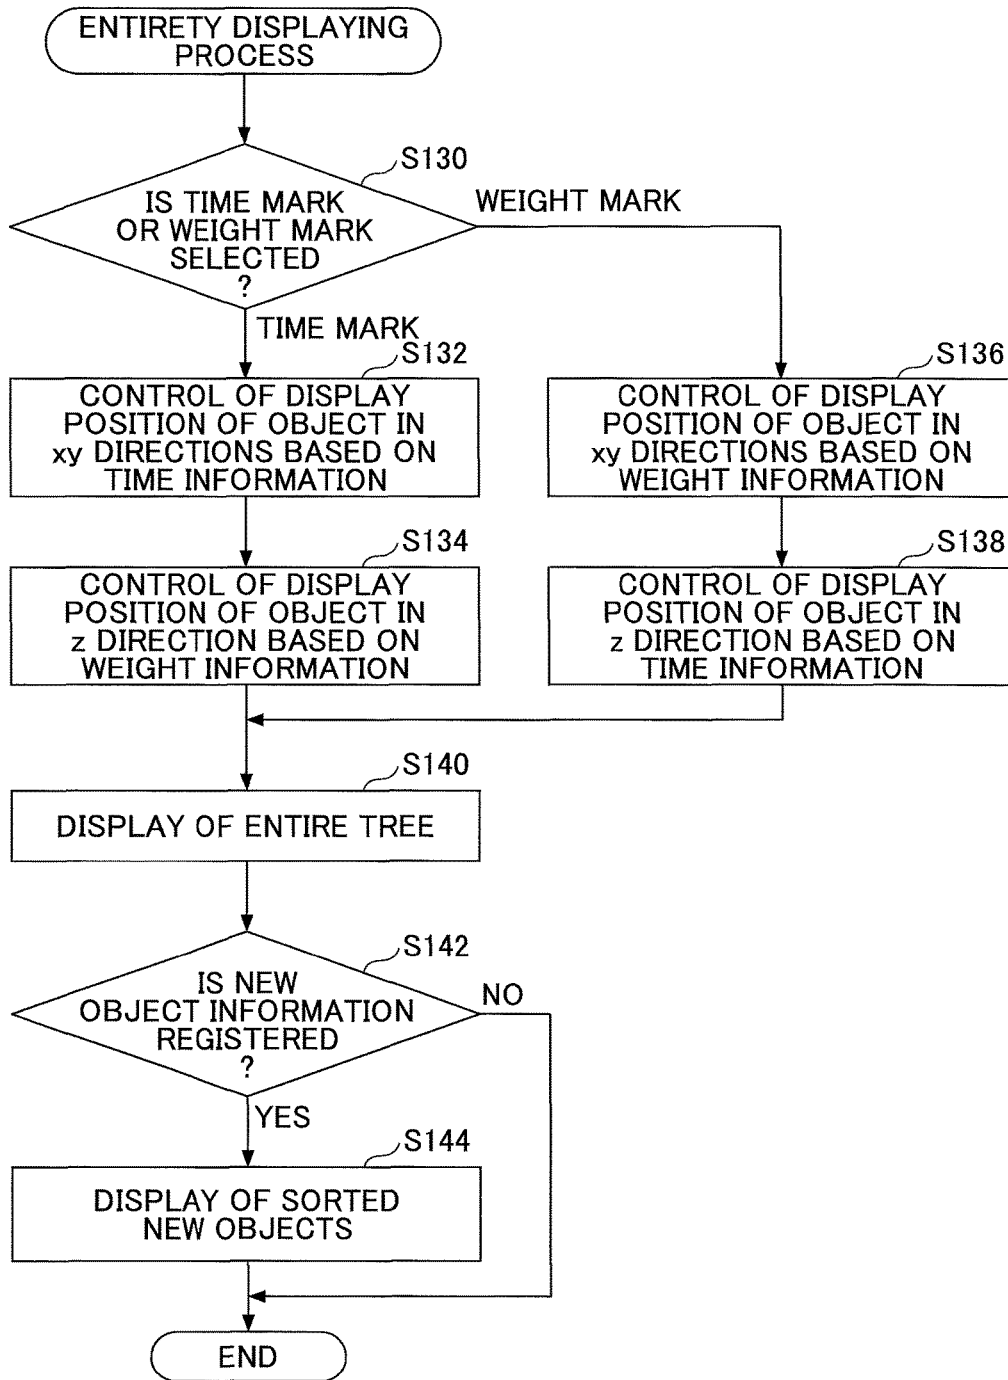 ENTIRETY DISPLAYING
PROCESS
S130
IS TIME MARK
OR WEIGHT MARK
SELECTED
?
WEIGHT MARK
TIME MARK
S132
CONTROL OF DISPLAY
POSITION OF OBJECT IN
xy DIRECTIONS BASED ON
TIME INFORMATION
S136
CONTROL OF DISPLAY
POSITION OF OBJECT IN
xy DIRECTIONS BASED ON
WEIGHT INFORMATION
S134
CONTROL OF DISPLAY
POSITION OF OBJECT IN
z DIRECTION BASED ON
WEIGHT INFORMATION
S138
CONTROL OF DISPLAY
POSITION OF OBJECT IN
z DIRECTION BASED ON
TIME INFORMATION
S140
DISPLAY OF ENTIRE TREE
S142
IS NEW
OBJECT INFORMATION
REGISTERED
?
NO
YES
S144
DISPLAY OF SORTED
NEW OBJECTS
END